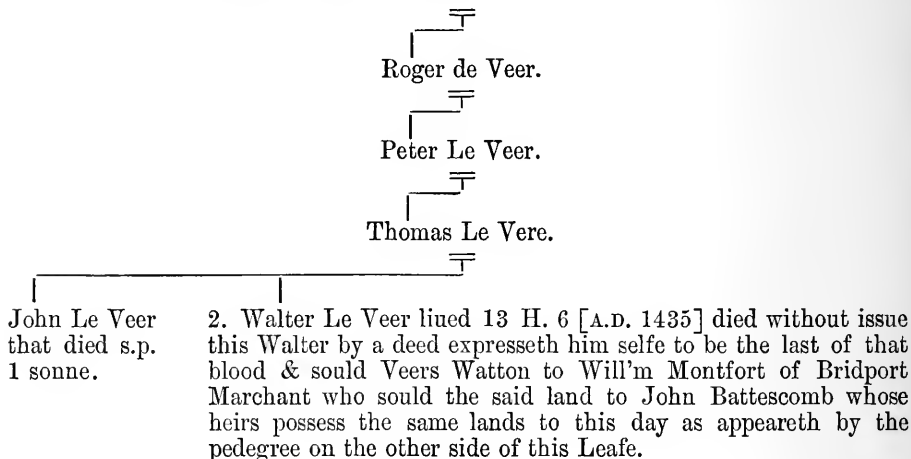 Roger de Veer.
Peter Le Veer.
Thomas Le Vere.
John Le Veer
that died s.p.
1 sonne.
2. Walter Le Veer liued 13 H. 6 [A.D. 1435] died without issue
this Walter by a deed expresseth him selfe to be the last of that
blood & sould Veers Watton to Will'm Montfort of Bridport
Marchant who sould the said land to John Battescomb whose
heirs possess the same lands to this day as appeareth by the
pedegree on the other side of this Leafe.